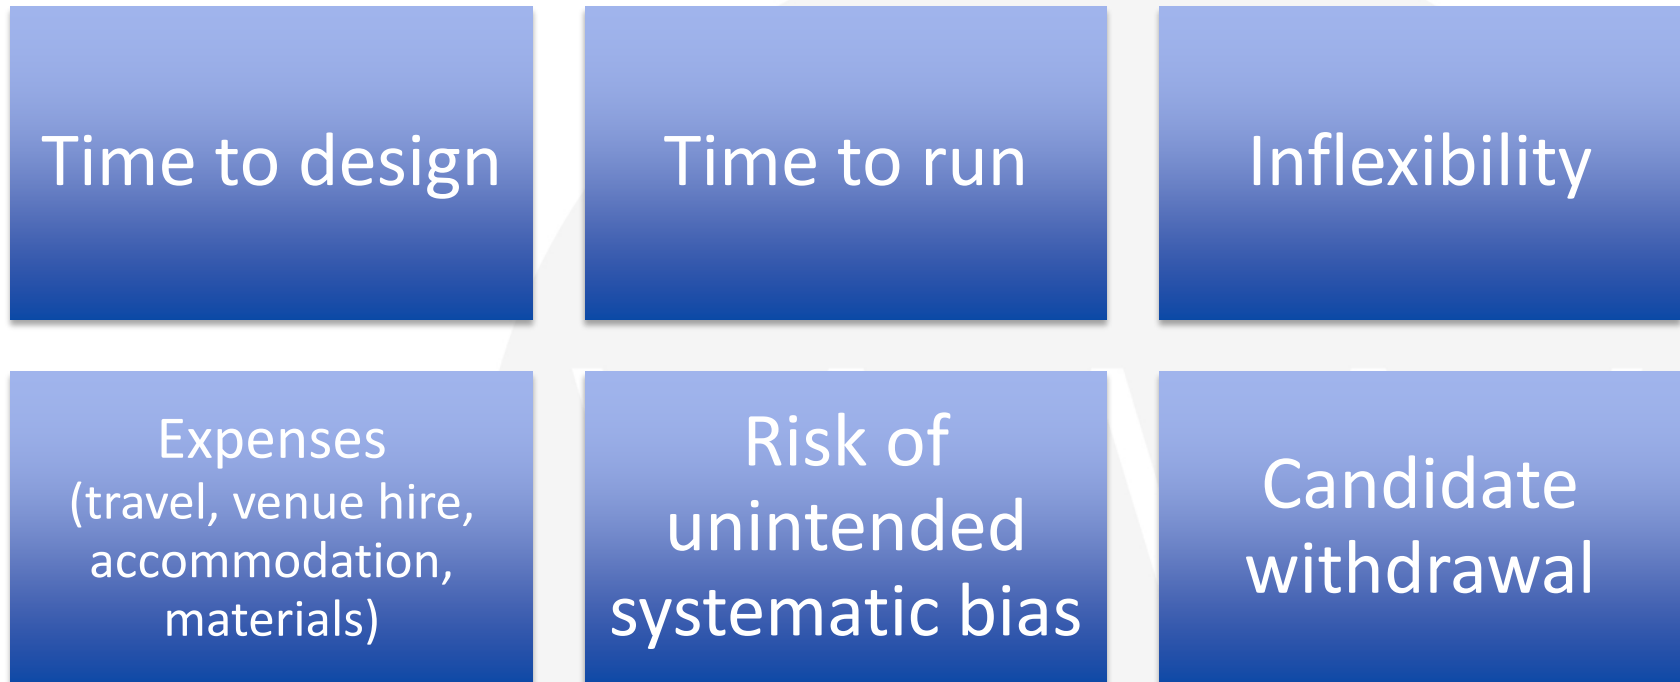 Time to design
Time to run
Inflexibility
Expenses
(travel, venue hire,
accommodation,
materials)
Risk of
unintended
systematic bias
Candidate
withdrawal